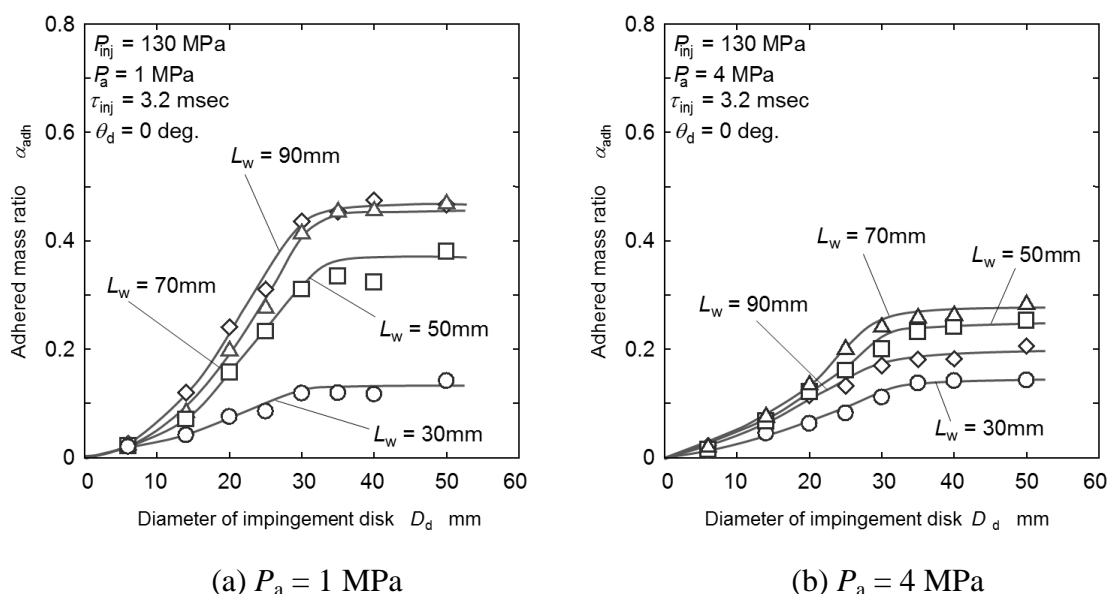 0.8
0.6
0.4
0.2
0
Adhered mass ratio α_adh
P_inj = 130 MPa
P_a = 1 MPa
τ_inj = 3.2 msec
θ_d = 0 deg.
L_w = 90mm
L_w = 70mm
L_w = 50mm
L_w = 30mm
0 10 20 30 40 50 60
Diameter of impingement disk D_d mm
(a) P_a = 1 MPa
0.8
0.6
0.4
0.2
0
Adhered mass ratio α_adh
P_inj = 130 MPa
P_a = 4 MPa
τ_inj = 3.2 msec
θ_d = 0 deg.
L_w = 70mm
L_w = 50mm
L_w = 90mm
L_w = 30mm
0 10 20 30 40 50 60
Diameter of impingement disk D_d mm
(b) P_a = 4 MPa